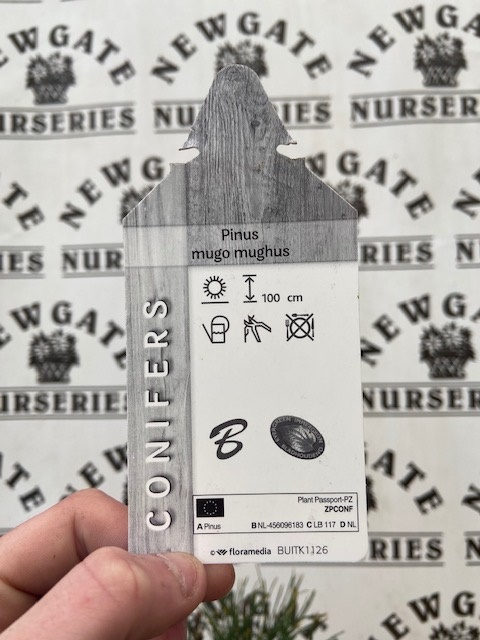 NEWGATE
NURSERIES
Pinus
mugo mughus
100 cm
CONIFERS
B
Plant Passport-PZ
ZPCONF
A Pinus B NL-456096183 C LB 117 D NL
© floramedia BUITK1126